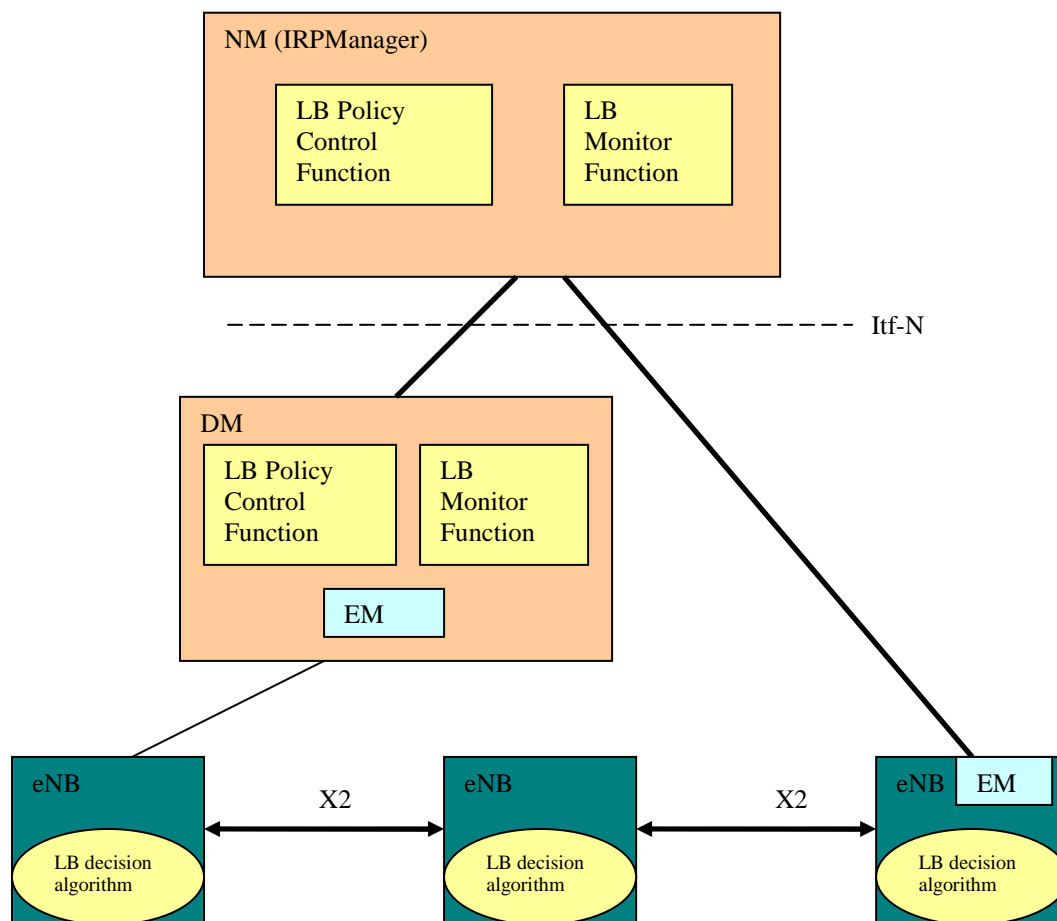 NM (IRPManager)
LB Policy
Control
Function
LB
Monitor
Function
Itf-N
DM
LB Policy
Control
Function
LB
Monitor
Function
EM
eNB
X2
eNB
X2
eNB
EM
LB decision
algorithm
LB decision
algorithm
LB decision
algorithm